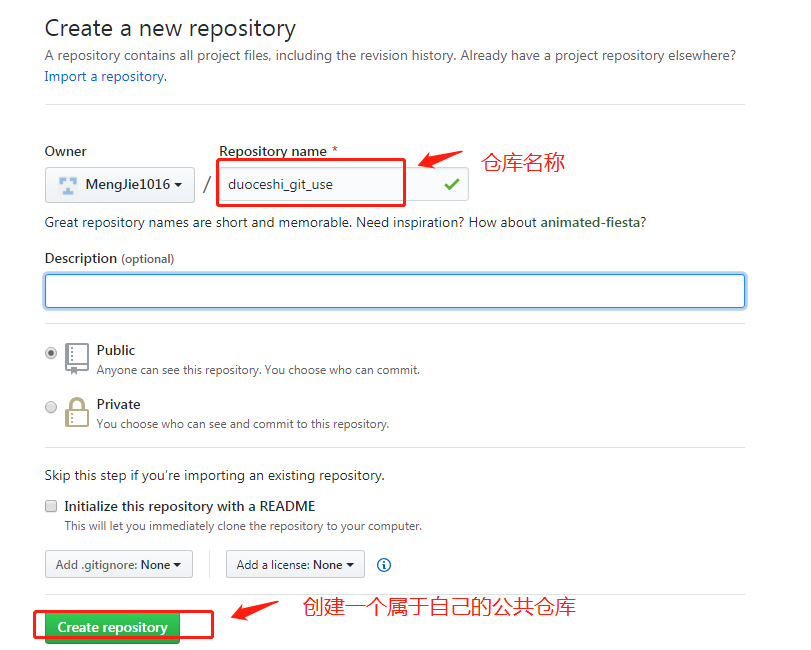 Create a new repository
A repository contains all project files, including the revision history. Already have a project repository elsewhere?
Import a repository.
Owner
Repository name *
仓库名称
MengJie1016
/
duoceshi_git_use
Great repository names are short and memorable. Need inspiration? How about animated-fiesta?
Description (optional)
Public
Anyone can see this repository. You choose who can commit.
Private
You choose who can see and commit to this repository.
Skip this step if you're importing an existing repository.
Initialize this repository with a README
This will let you immediately clone the repository to your computer.
Add .gitignore: None
Add a license: None
创建一个属于自己的公共仓库
Create repository